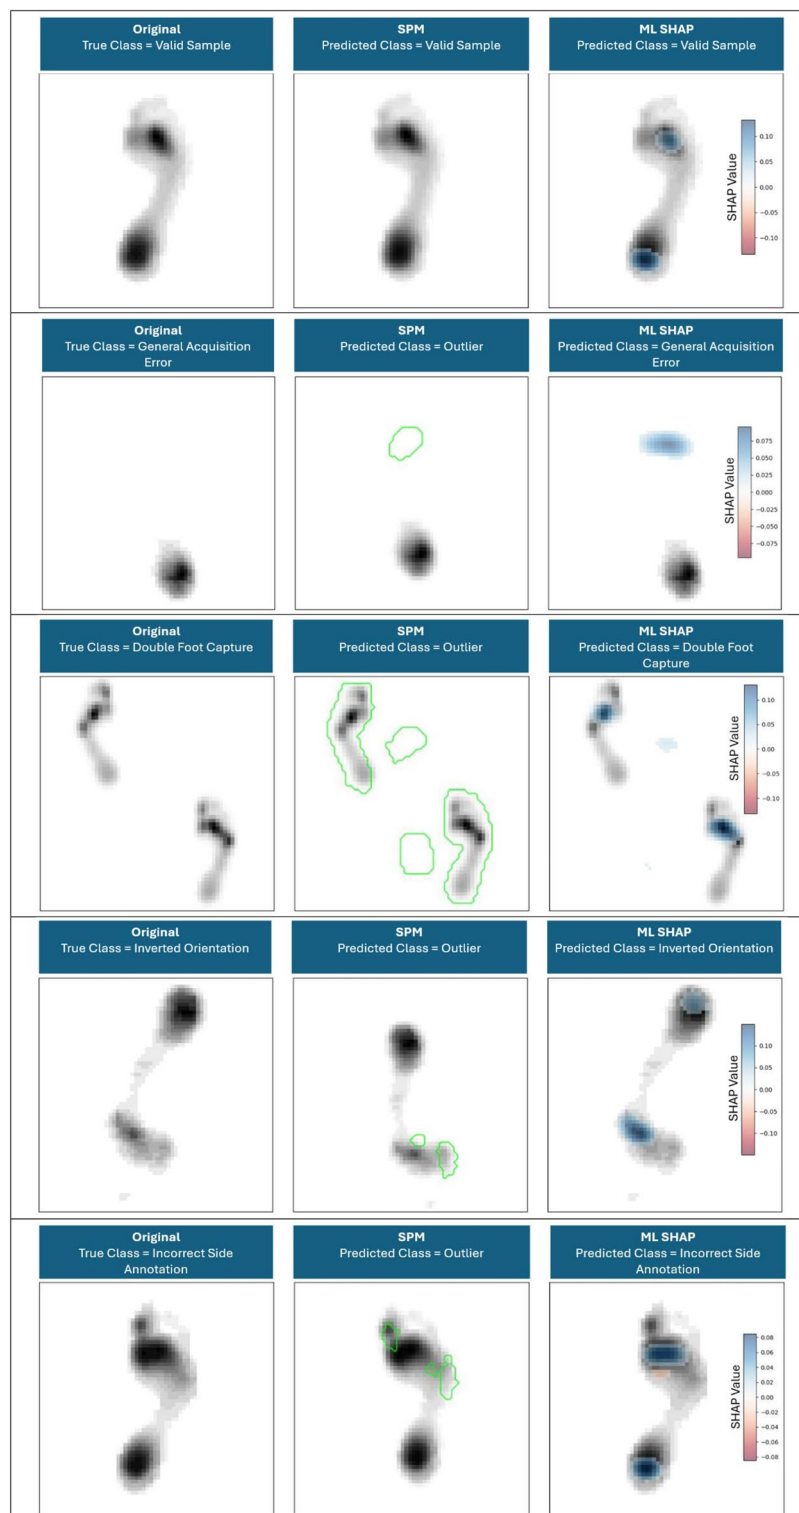 Original
True Class = Valid Sample
SPM
Predicted Class = Valid Sample
ML SHAP
Predicted Class = Valid Sample
SHAP Value
0.10
0.05
0.00
−0.05
−0.10
Original
True Class = General Acquisition
Error
SPM
Predicted Class = Outlier
ML SHAP
Predicted Class = General Acquisition
Error
SHAP Value
0.075
0.050
0.025
0.000
−0.025
−0.050
−0.075
Original
True Class = Double Foot Capture
SPM
Predicted Class = Outlier
ML SHAP
Predicted Class = Double Foot
Capture
SHAP Value
0.10
0.05
0.00
−0.05
−0.10
Original
True Class = Inverted Orientation
SPM
Predicted Class = Outlier
ML SHAP
Predicted Class = Inverted Orientation
SHAP Value
0.10
0.05
0.00
−0.05
−0.10
Original
True Class = Incorrect Side
Annotation
SPM
Predicted Class = Outlier
ML SHAP
Predicted Class = Incorrect Side
Annotation
SHAP Value
0.08
0.06
0.04
0.02
0.00
−0.02
−0.04
−0.06
−0.08